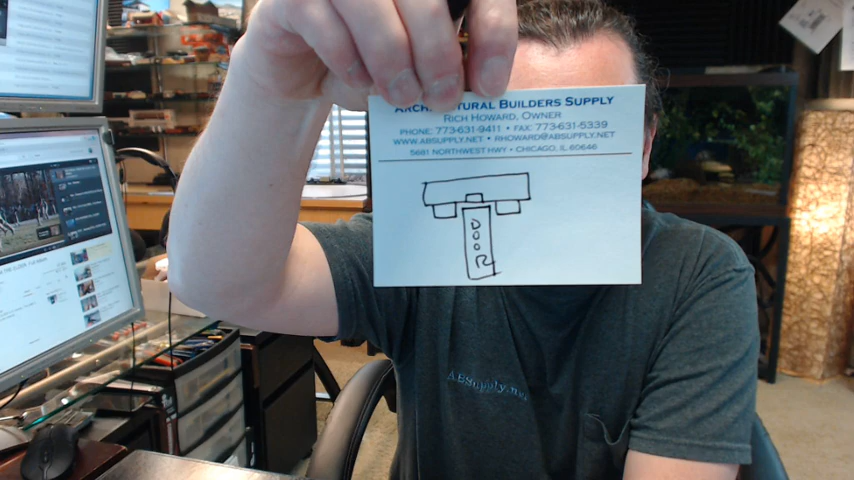 ARCHITECTURAL BUILDERS SUPPLY
RICH HOWARD, OWNER
PHONE: 773-631-9411 • FAX: 773-631-5339
WWW.ABSUPPLY.NET • RHOWARD@ABSUPPLY.NET
5681 NORTHWEST HWY • CHICAGO, IL 60646
DOOR
ABSupply.net